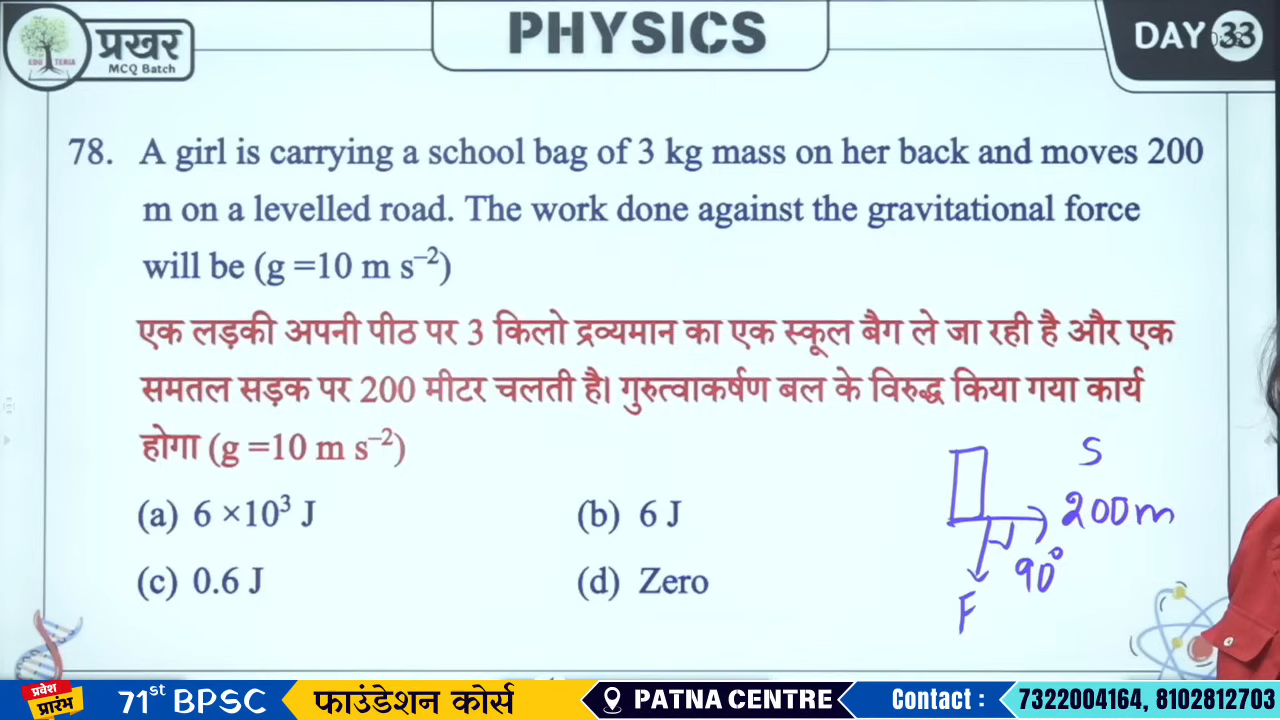 EDU TERIA
प्रखर
MCQ Batch
PHYSICS
DAY 33
78. A girl is carrying a school bag of 3 kg mass on her back and moves 200
m on a levelled road. The work done against the gravitational force
will be (g =10 m s⁻²)
एक लड़की अपनी पीठ पर 3 किलो द्रव्यमान का एक स्कूल बैग ले जा रही है और एक
समतल सड़क पर 200 मीटर चलती है। गुरुत्वाकर्षण बल के विरुद्ध किया गया कार्य
होगा (g =10 m s⁻²)
(a) 6 ×10³ J
(b) 6 J
(c) 0.6 J
(d) Zero
S
200m
90°
F
प्रवेश
प्रारंभ
71st BPSC
फाउंडेशन कोर्स
PATNA CENTRE
Contact :
7322004164, 8102812703